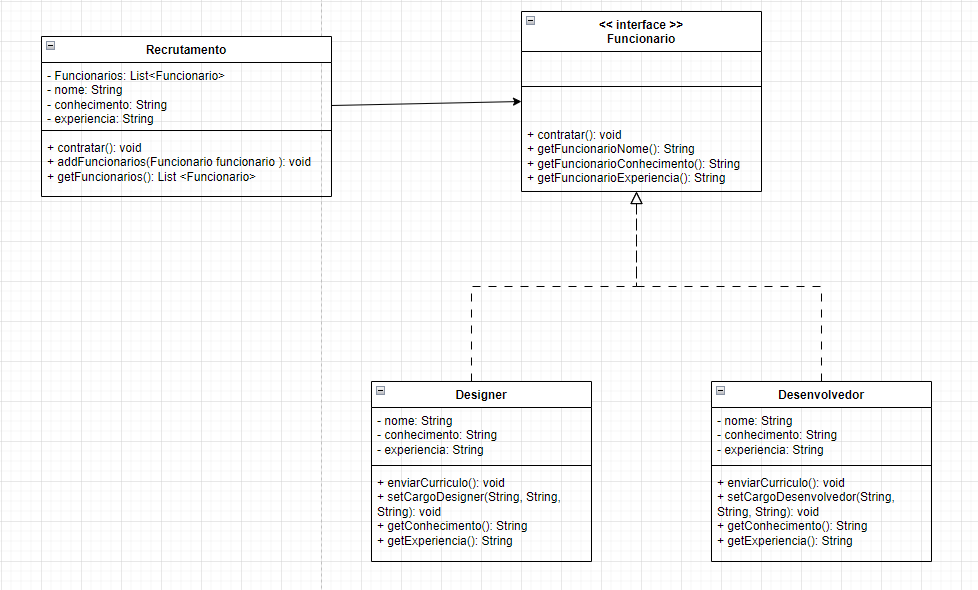 Recrutamento
- Funcionarios: List<Funcionario>
- nome: String
- conhecimento: String
- experiencia: String
+ contratar(): void
+ addFuncionarios(Funcionario funcionario ): void
+ getFuncionarios(): List <Funcionario>
<< interface >>
Funcionario
+ contratar(): void
+ getFuncionarioNome(): String
+ getFuncionarioConhecimento(): String
+ getFuncionarioExperiencia(): String
Designer
- nome: String
- conhecimento: String
- experiencia: String
+ enviarCurriculo(): void
+ setCargoDesigner(String, String,
String): void
+ getConhecimento(): String
+ getExperiencia(): String
Desenvolvedor
- nome: String
- conhecimento: String
- experiencia: String
+ enviarCurriculo(): void
+ setCargoDesenvolvedor(String,
String, String): void
+ getConhecimento(): String
+ getExperiencia(): String